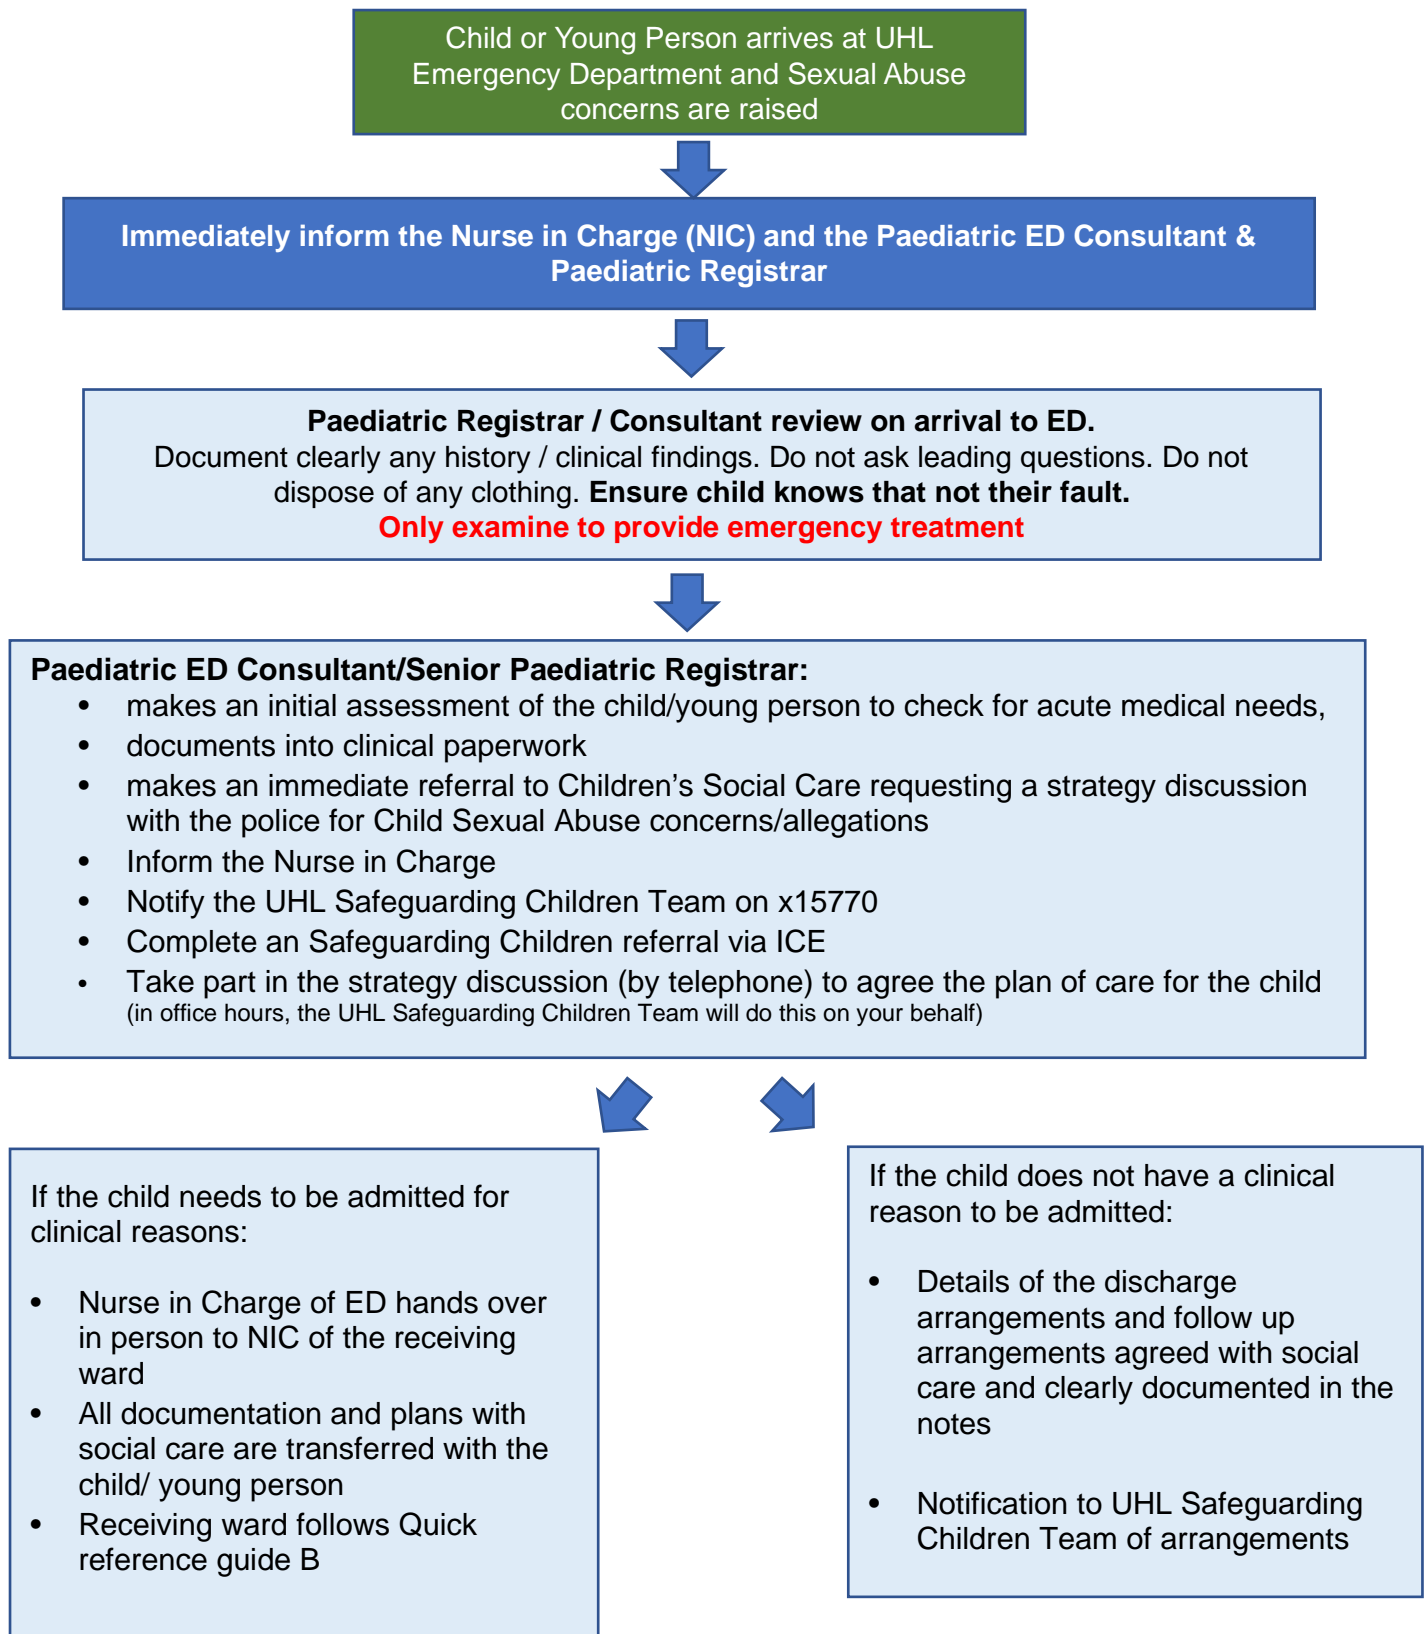 Child or Young Person arrives at UHL
Emergency Department and Sexual Abuse
concerns are raised
Immediately inform the Nurse in Charge (NIC) and the Paediatric ED Consultant &
Paediatric Registrar
Paediatric Registrar / Consultant review on arrival to ED.
Document clearly any history / clinical findings. Do not ask leading questions. Do not
dispose of any clothing. Ensure child knows that not their fault.
Only examine to provide emergency treatment
Paediatric ED Consultant/Senior Paediatric Registrar:
• makes an initial assessment of the child/young person to check for acute medical needs,
• documents into clinical paperwork
• makes an immediate referral to Children’s Social Care requesting a strategy discussion
with the police for Child Sexual Abuse concerns/allegations
• Inform the Nurse in Charge
• Notify the UHL Safeguarding Children Team on x15770
• Complete an Safeguarding Children referral via ICE
• Take part in the strategy discussion (by telephone) to agree the plan of care for the child
(in office hours, the UHL Safeguarding Children Team will do this on your behalf)
If the child needs to be admitted for
clinical reasons:
• Nurse in Charge of ED hands over
in person to NIC of the receiving
ward
• All documentation and plans with
social care are transferred with the
child/ young person
• Receiving ward follows Quick
reference guide B
If the child does not have a clinical
reason to be admitted:
• Details of the discharge
arrangements and follow up
arrangements agreed with social
care and clearly documented in the
notes
• Notification to UHL Safeguarding
Children Team of arrangements